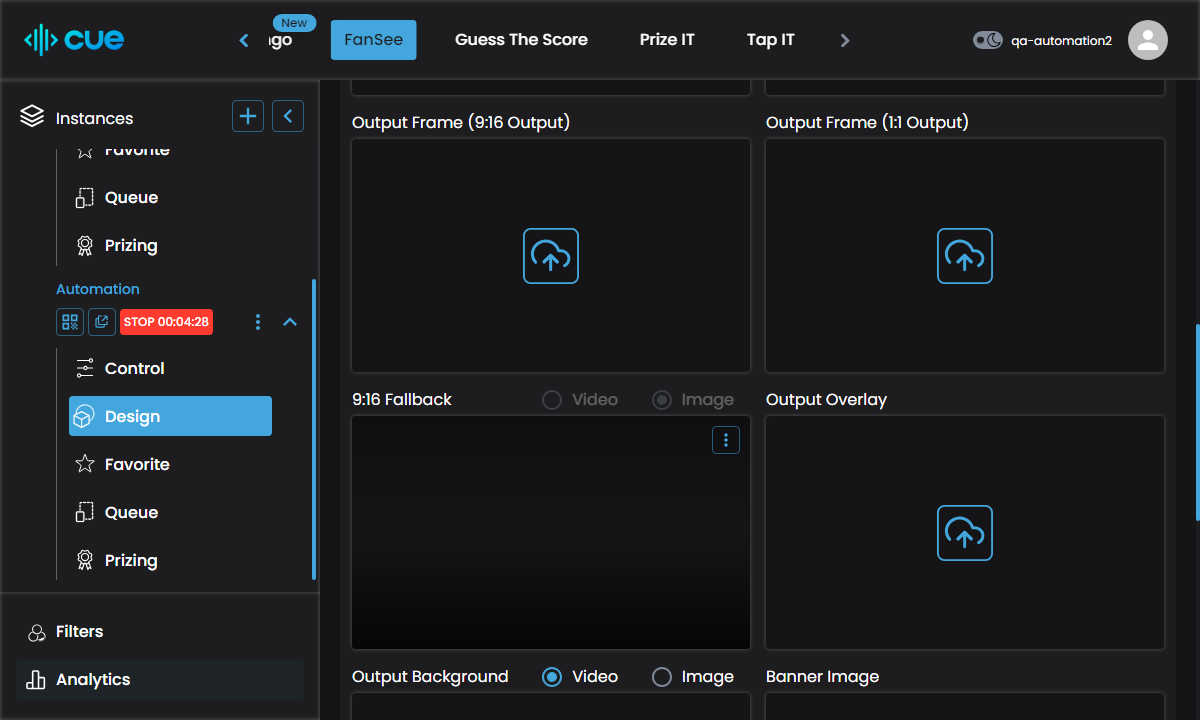 cue
New
ngo
FanSee
Guess The Score
Prize IT
Tap IT
qa-automation2
Instances
Favorite
Queue
Prizing
Automation
STOP 00:04:28
Control
Design
Favorite
Queue
Prizing
Filters
Analytics
Output Frame (9:16 Output)
Output Frame (1:1 Output)
9:16 Fallback
Video
Image
Output Overlay
Output Background
Video
Image
Banner Image